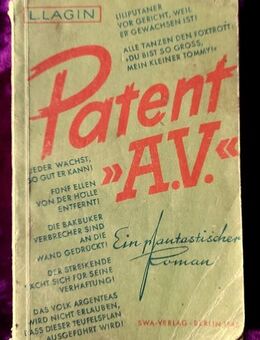 L. LAGIN
LILIPUTANER
VOR GERICHT, WEIL
ER GEWACHSEN IST!
ALLE TANZEN DEN FOXTROTT:
„DU BIST SO GROSS,
MEIN KLEINER TOMMY!“
Patent
»A.V.«
JEDER WÄCHST,
SO GUT ER KANN!
FÜNF ELLEN
VON DER HÖLLE
ENTFERNT!
DIE BAKBUKER
VERBRECHER SIND
AN DIE
WAND GEDRÜCKT!
DER STREIKENDE
RÄCHT SICH FÜR SEINE
VERHAFTUNG!
DAS VOLK ARGENTEAS
WIRD NICHT ERLAUBEN,
DASS DIESER TEUFELSPLAN
AUSGEFÜHRT WIRD!
Ein phantastischer
Roman
SWA-VERLAG · BERLIN